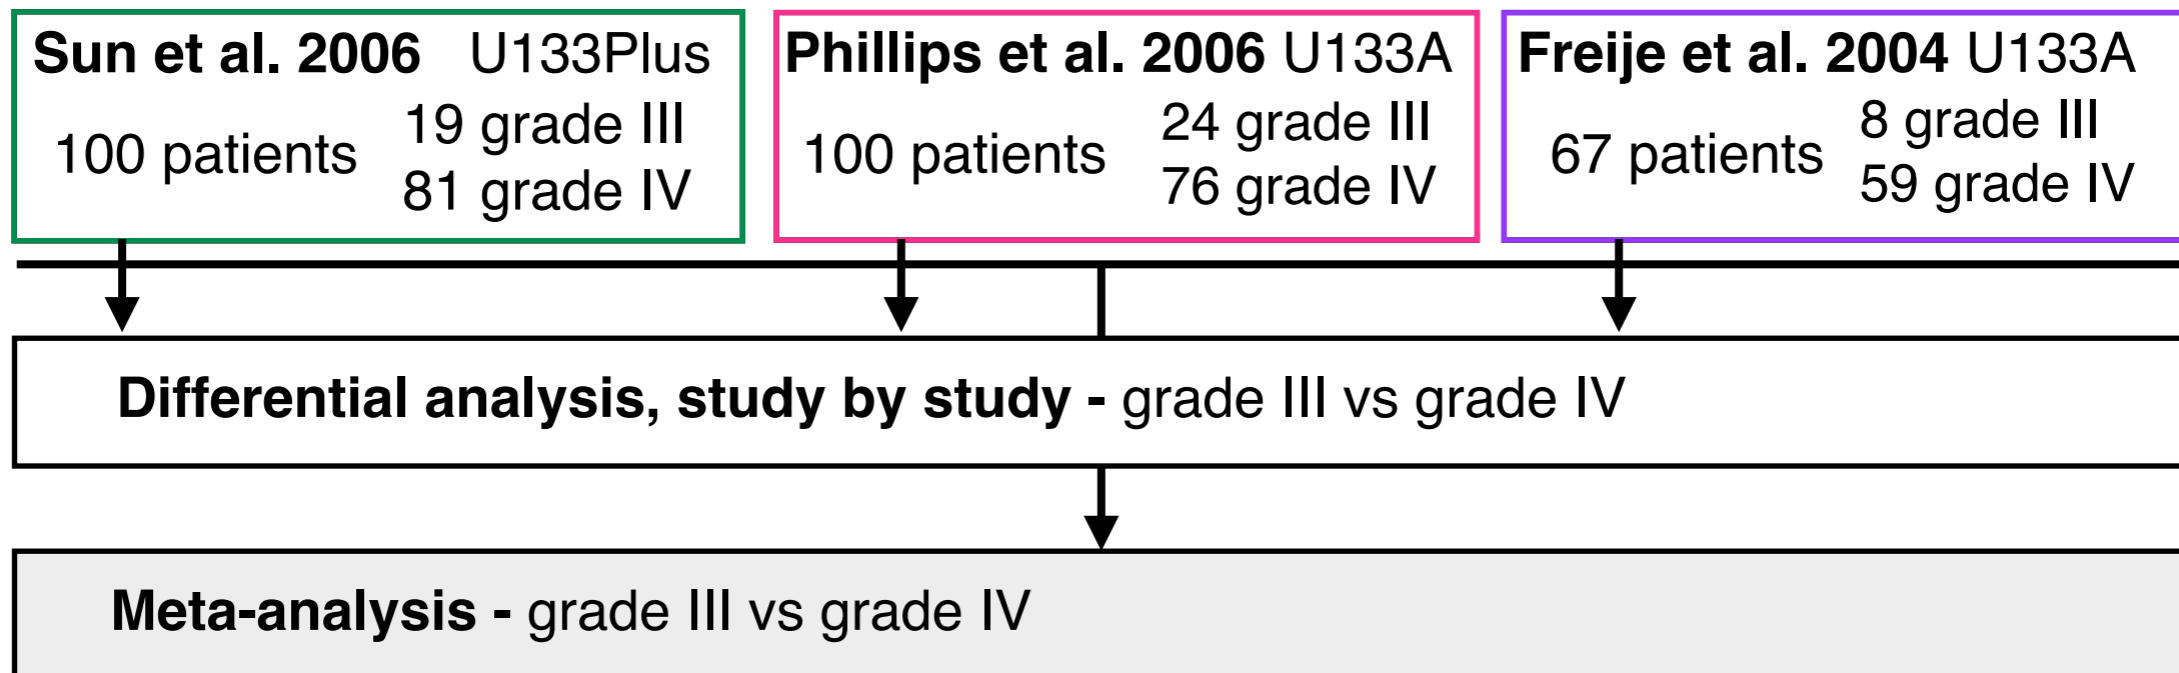 Sun et al. 2006 U133Plus
100 patients
19 grade III
81 grade IV
Phillips et al. 2006 U133A
100 patients
24 grade III
76 grade IV
Freije et al. 2004 U133A
67 patients
8 grade III
59 grade IV
Differential analysis, study by study - grade III vs grade IV
Meta-analysis - grade III vs grade IV